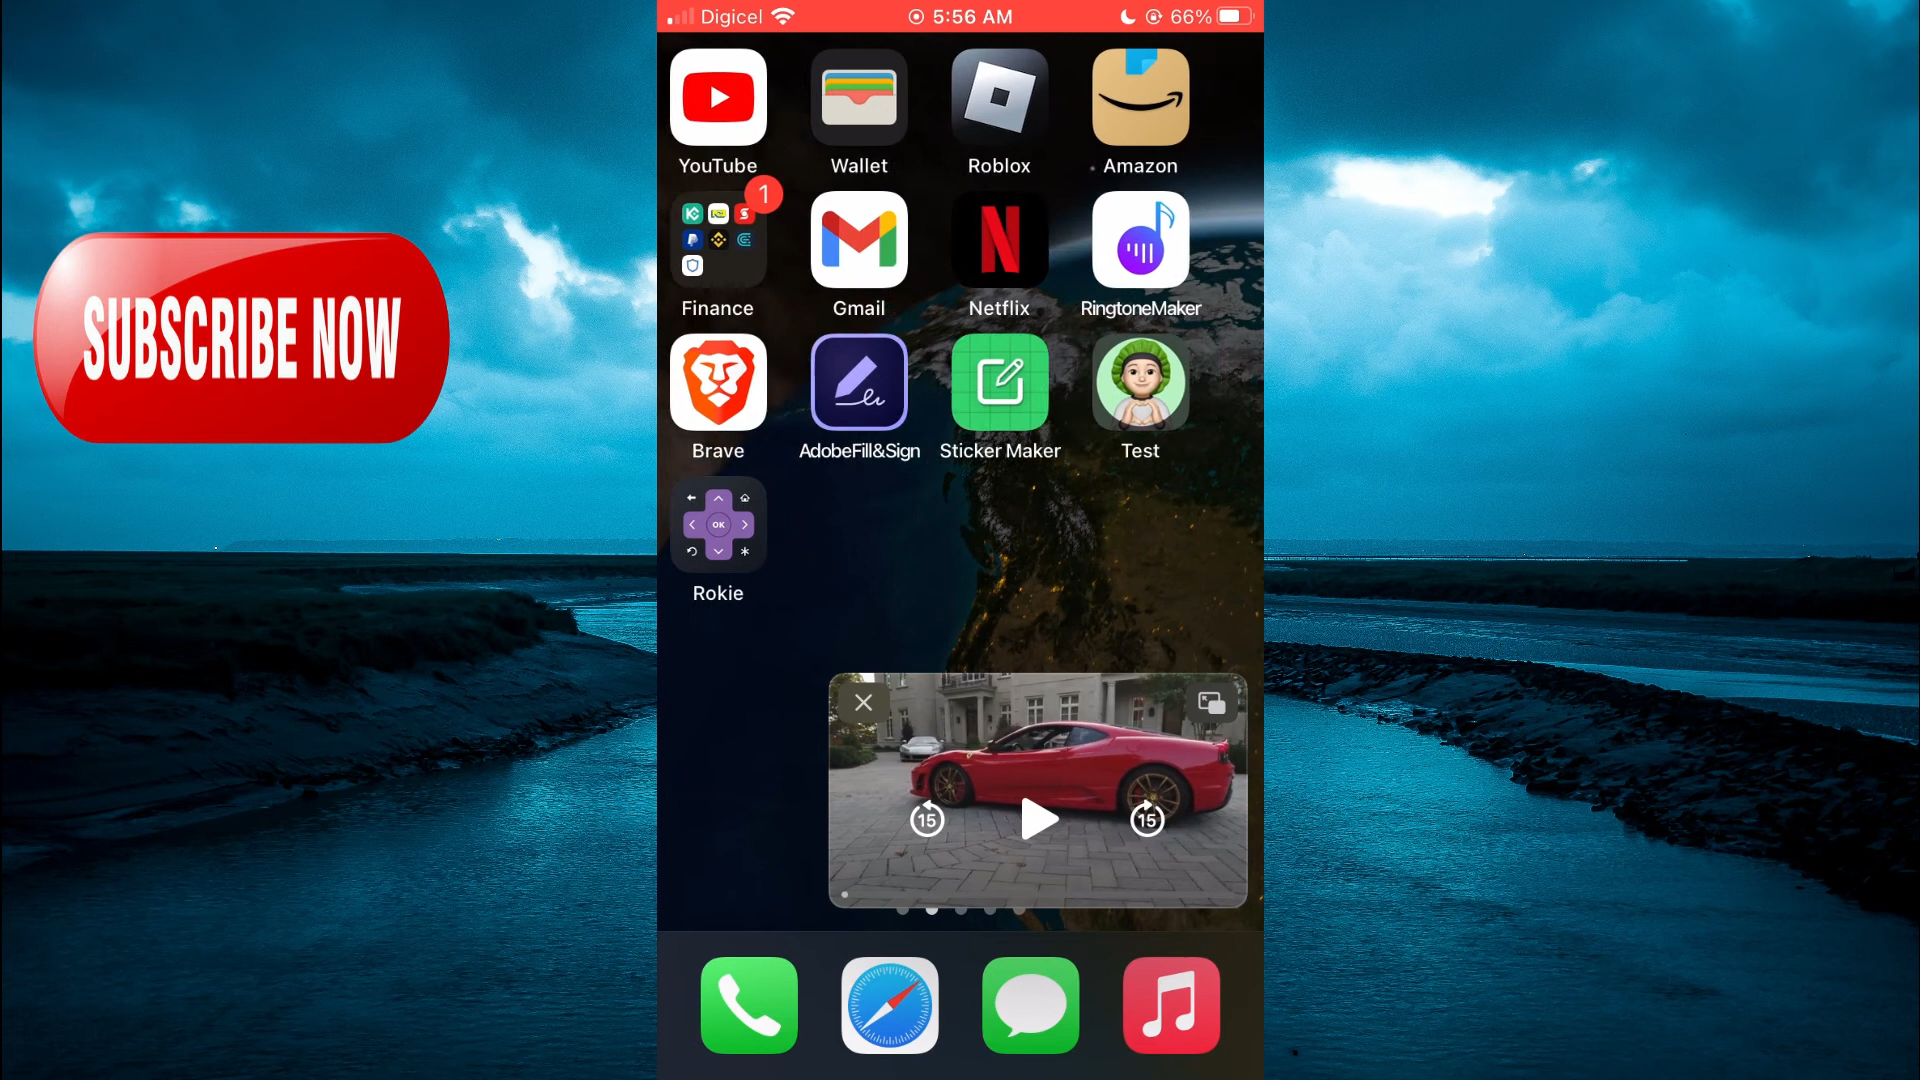 Digicel 5:56 AM 66%
SUBSCRIBE NOW
YouTube Wallet Roblox Amazon
1
Finance Gmail Netflix RingtoneMaker
Brave AdobeFill&Sign Sticker Maker Test
OK
Rokie
15 15